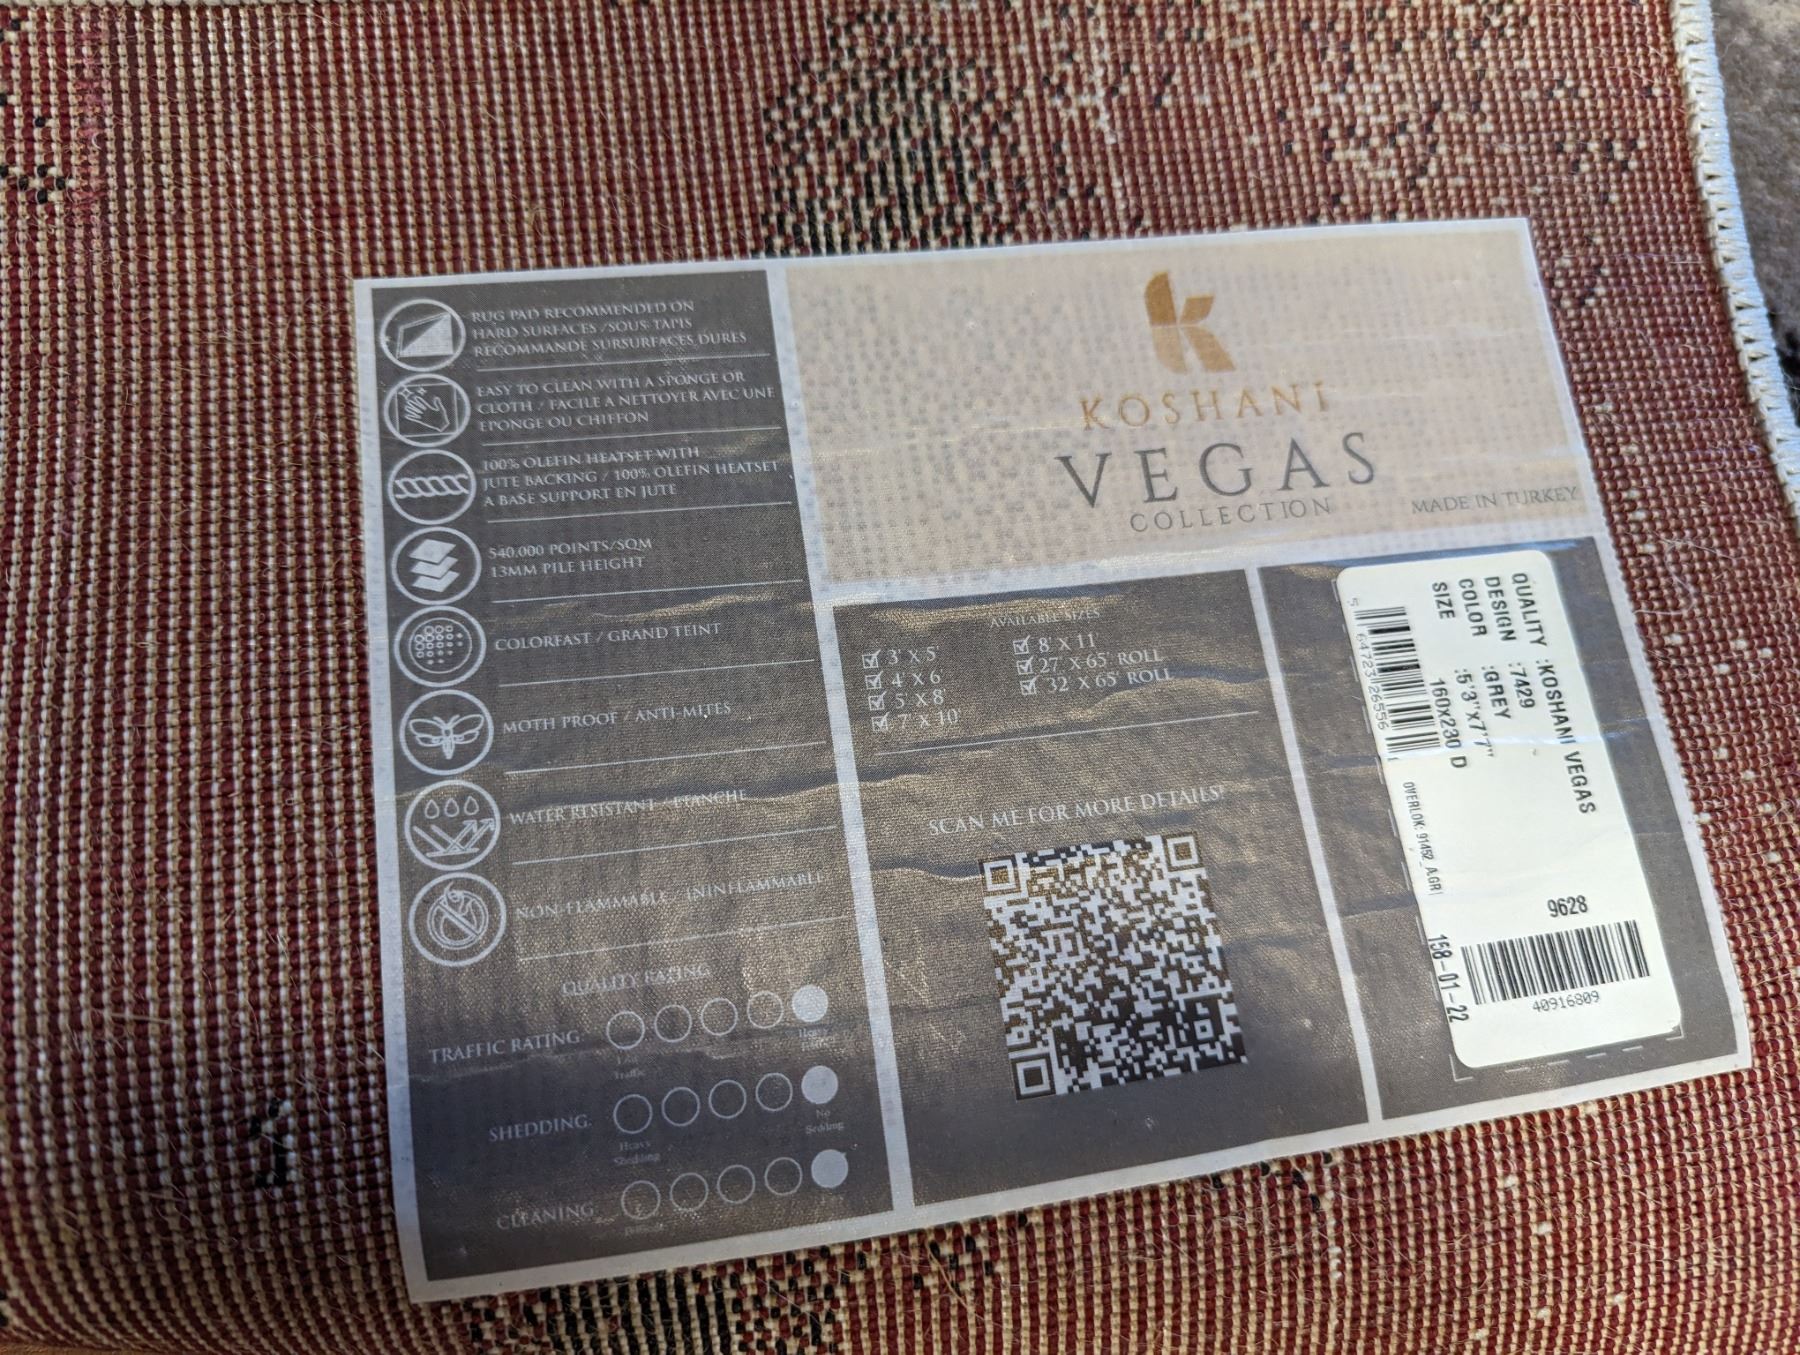 RUG PAD RECOMMENDED ON
HARD SURFACES / SOUS-TAPIS
RECOMMANDE SURSURFACES DURES
EASY TO CLEAN WITH A SPONGE OR
CLOTH / FACILE A NETTOYER AVEC UNE
EPONGE OU CHIFFON
100% OLEFIN HEATSET WITH
JUTE BACKING / 100% OLEFIN HEATSET
A BASE SUPPORT EN JUTE
540.000 POINTS/SQM
13MM PILE HEIGHT
COLORFAST / GRAND TEINT
MOTH PROOF / ANTI-MITES
WATER RESISTANT / ETANCHE
NON-FLAMMABLE / ININFLAMMABLE
QUALITY RATING
TRAFFIC RATING:
Traffic
SHEDDING:
Heavy
Shedding
No
CLEANING:
KOSHANI
VEGAS
COLLECTION
MADE IN TURKEY
AVAILABLE SIZES
3' X 5'
4' X 6'
5' X 8'
7' X 10'
8' X 11'
27' X 65' ROLL
32' X 65' ROLL
SCAN ME FOR MORE DETAILS!
QUALITY :KOSHANI VEGAS
DESIGN :7429
COLOR :GREY
SIZE :5'3"x7'7"
160x230 D
5 647231 26556
OVERLOK: 91452_AGRI
158-01-22
9628
40916809